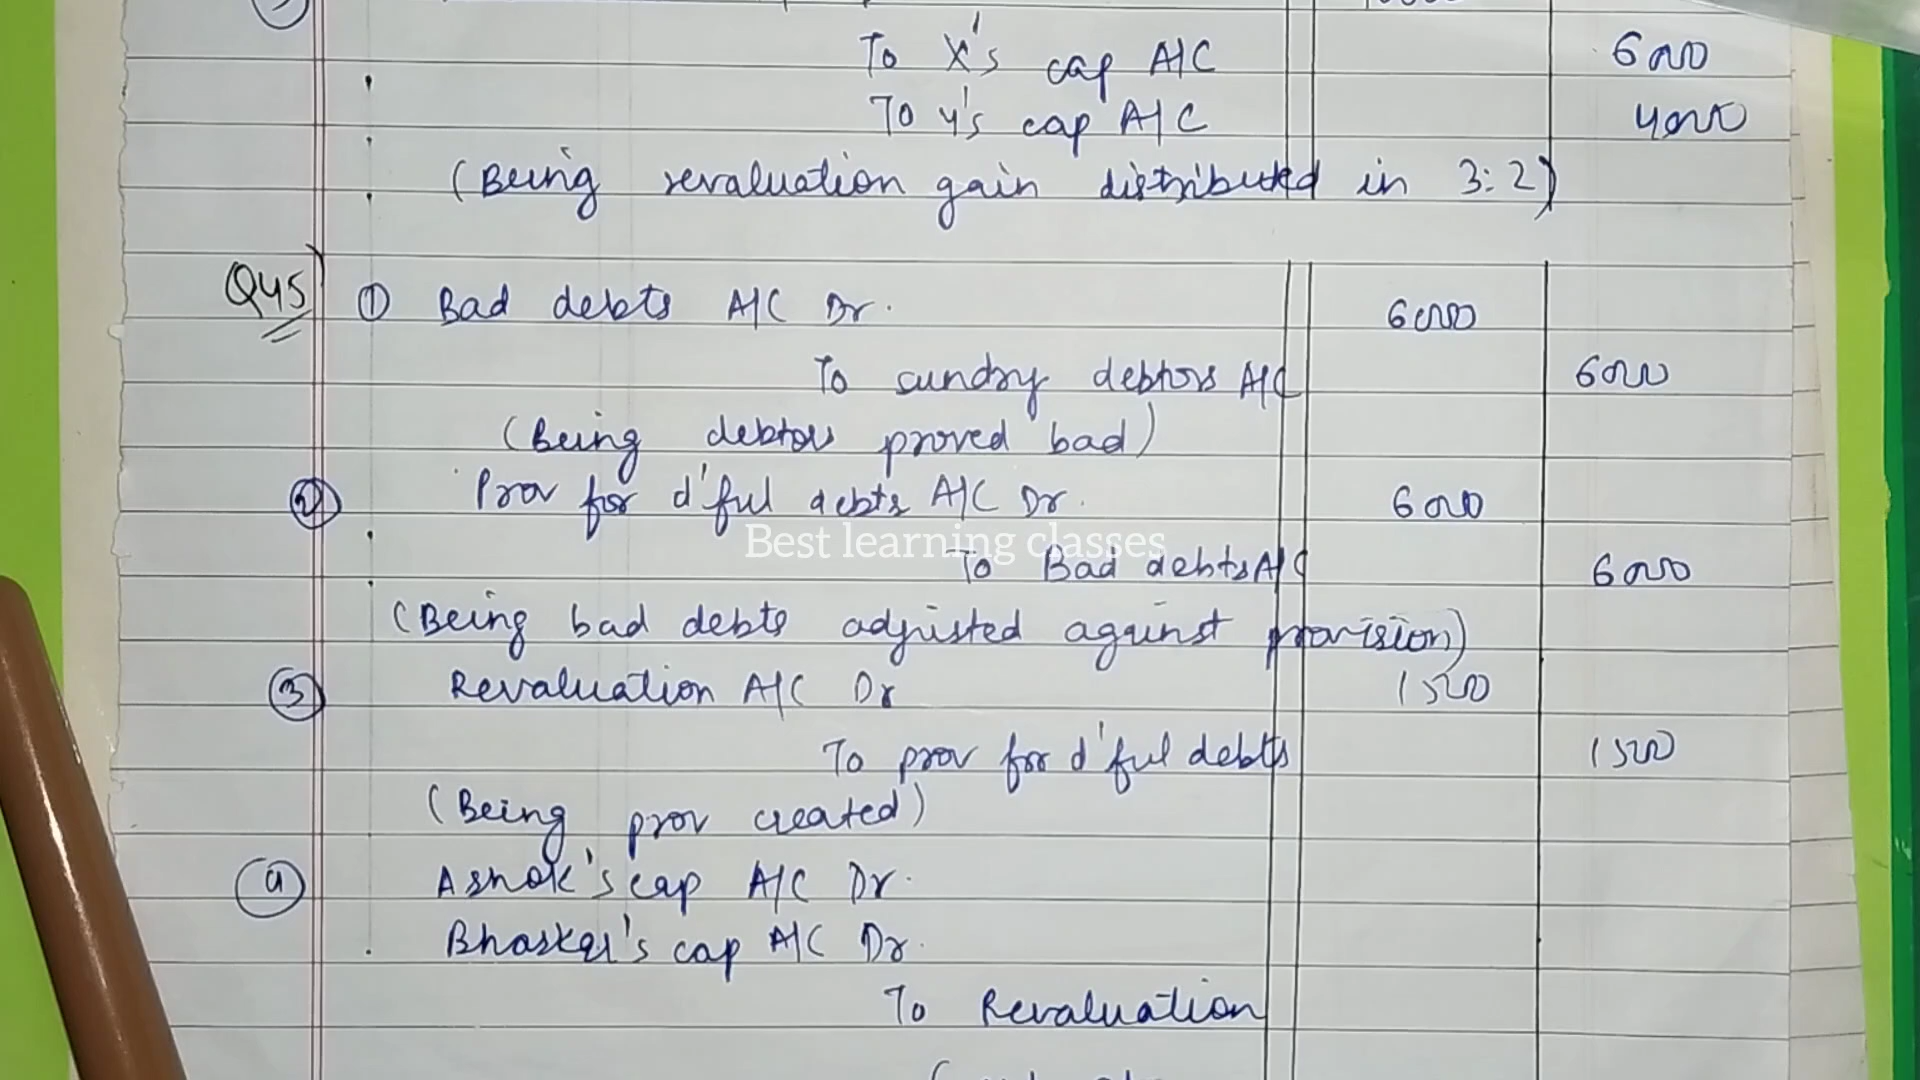 To X's cap A/C 6000
To Y's cap A/C 4000
(Being revaluation gain distributed in 3:2)
Q45 ① Bad debts A/C Dr. 6000
To sundry debtors A/C 6000
(Being debtors proved bad)
② Prov for d'ful debts A/C Dr. 6000
Best learning classes
To Bad debts A/C 6000
(Being bad debts adjusted against provision)
③ Revaluation A/C Dr 1500
To prov for d'ful debts 1500
(Being prov created)
④ Ashok's cap A/C Dr.
Bhaskar's cap A/C Dr.
To Revaluation